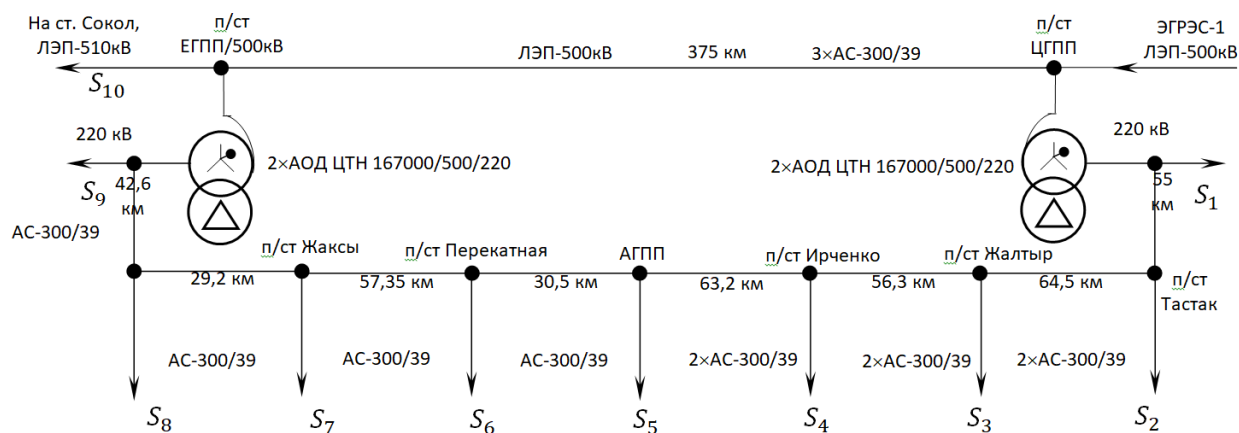 На ст. Сокол,
ЛЭП-510кВ
п/ст
ЕГПП/500кВ
ЛЭП-500кВ
375 км
3×АС-300/39
п/ст
ЦГПП
ЭГРЭС-1
ЛЭП-500кВ
S10
220 кВ
2×АОД ЦТН 167000/500/220
2×АОД ЦТН 167000/500/220
220 кВ
S9
42,6
км
55
км
S1
АС-300/39
п/ст Жаксы
п/ст Перекатная
АГПП
п/ст Ирченко
п/ст Жалтыр
29,2 км
57,35 км
30,5 км
63,2 км
56,3 км
64,5 км
п/ст
Тастак
АС-300/39
АС-300/39
АС-300/39
2×АС-300/39
2×АС-300/39
2×АС-300/39
S8
S7
S6
S5
S4
S3
S2